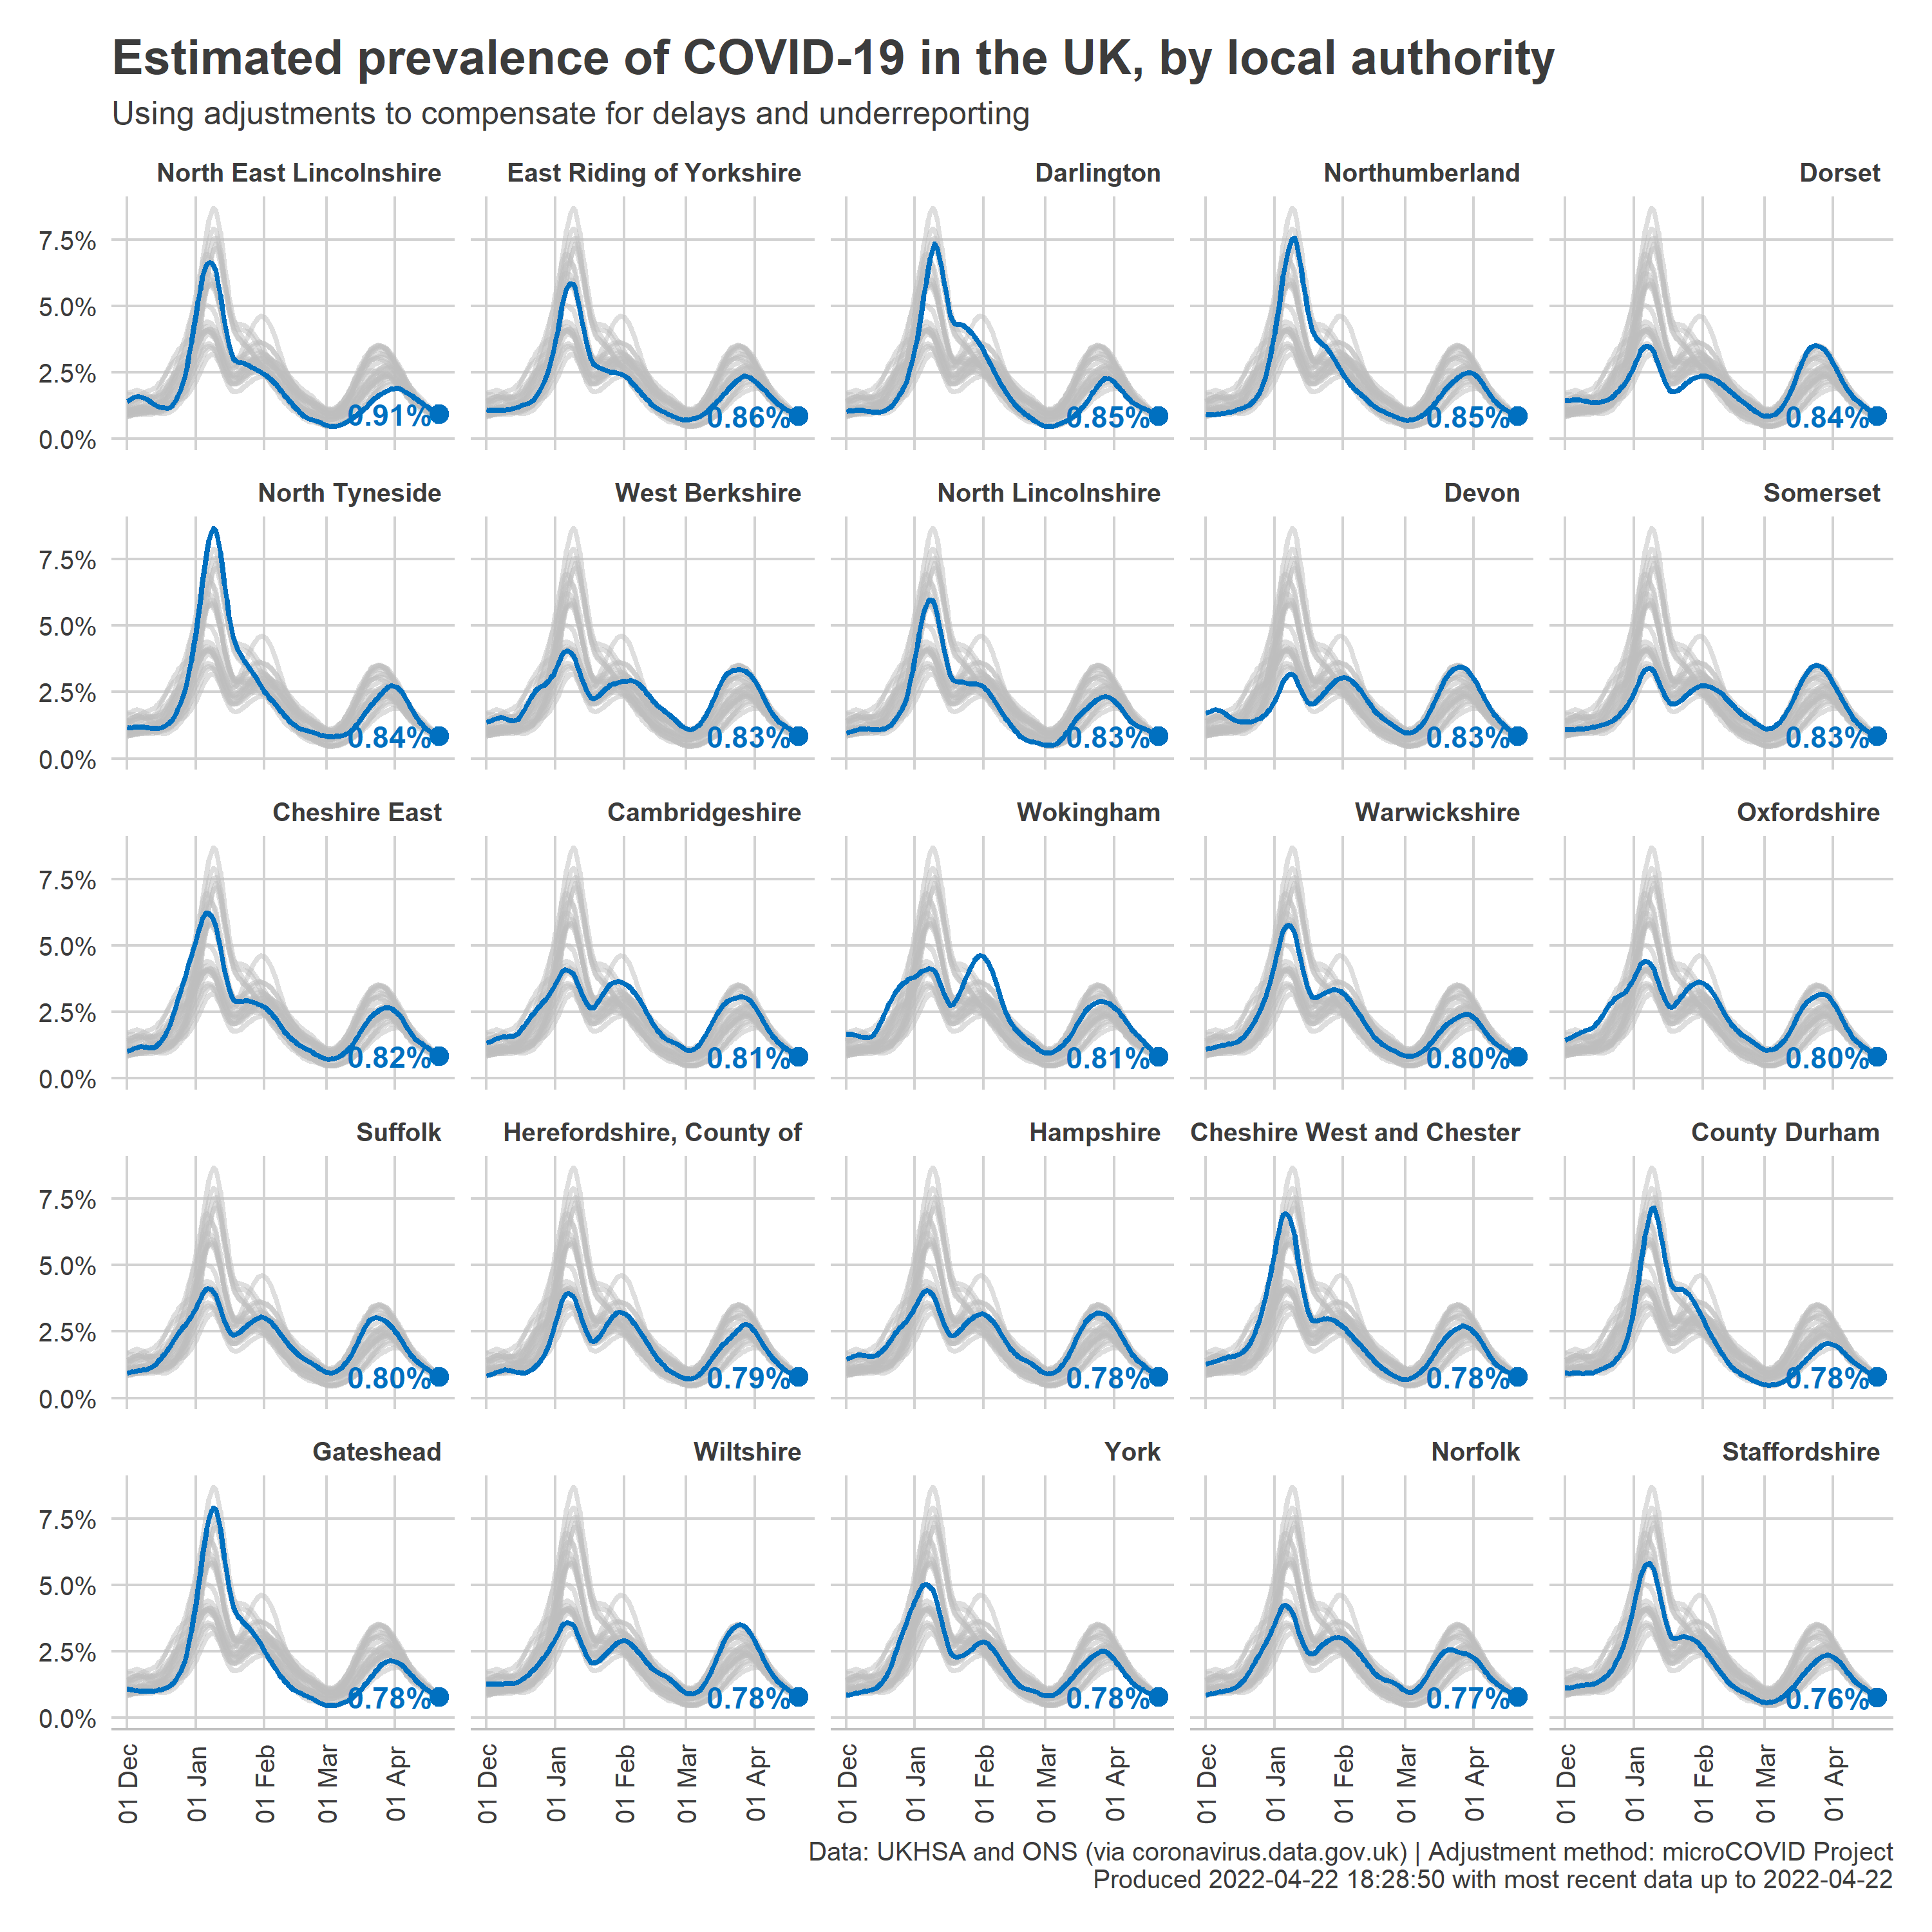 Estimated prevalence of COVID-19 in the UK, by local authority
Using adjustments to compensate for delays and underreporting
North East Lincolnshire
East Riding of Yorkshire
Darlington
Northumberland
Dorset
7.5%
5.0%
2.5%
0.0%
0.91%
0.86%
0.85%
0.85%
0.84%
North Tyneside
West Berkshire
North Lincolnshire
Devon
Somerset
7.5%
5.0%
2.5%
0.0%
0.84%
0.83%
0.83%
0.83%
0.83%
Cheshire East
Cambridgeshire
Wokingham
Warwickshire
Oxfordshire
7.5%
5.0%
2.5%
0.0%
0.82%
0.81%
0.81%
0.80%
0.80%
Suffolk
Herefordshire, County of
Hampshire
Cheshire West and Chester
County Durham
7.5%
5.0%
2.5%
0.0%
0.80%
0.79%
0.78%
0.78%
0.78%
Gateshead
Wiltshire
York
Norfolk
Staffordshire
7.5%
5.0%
2.5%
0.0%
0.78%
0.78%
0.78%
0.77%
0.76%
01 Dec
01 Jan
01 Feb
01 Mar
01 Apr
01 Dec
01 Jan
01 Feb
01 Mar
01 Apr
01 Dec
01 Jan
01 Feb
01 Mar
01 Apr
01 Dec
01 Jan
01 Feb
01 Mar
01 Apr
01 Dec
01 Jan
01 Feb
01 Mar
01 Apr
Data: UKHSA and ONS (via coronavirus.data.gov.uk) | Adjustment method: microCOVID Project
Produced 2022-04-22 18:28:50 with most recent data up to 2022-04-22